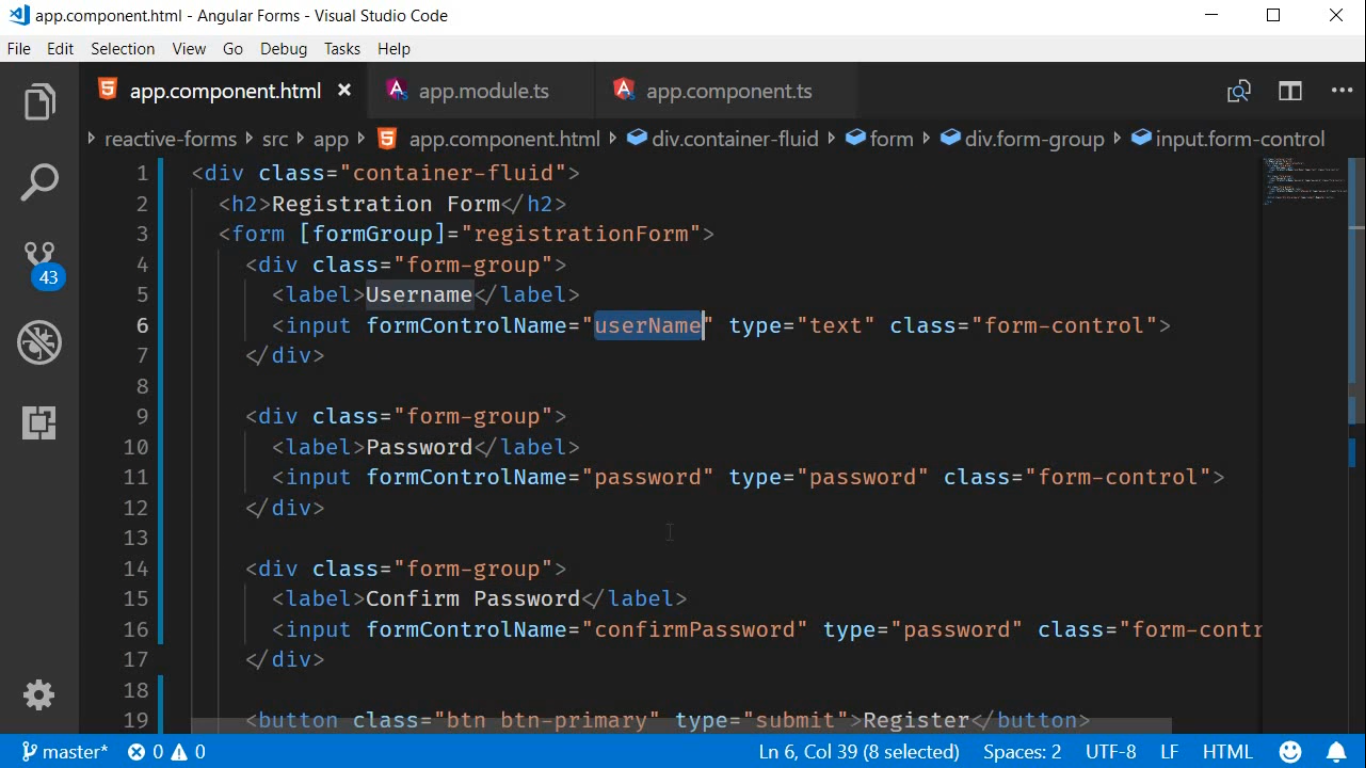 app.component.html - Angular Forms - Visual Studio Code
File Edit Selection View Go Debug Tasks Help
app.component.html app.module.ts app.component.ts
reactive-forms src app app.component.html div.container-fluid form div.form-group input.form-control
1 <div class="container-fluid">
2 <h2>Registration Form</h2>
3 <form [formGroup]="registrationForm">
4 <div class="form-group">
5 <label>Username</label>
6 <input formControlName="userName" type="text" class="form-control">
7 </div>
8
9 <div class="form-group">
10 <label>Password</label>
11 <input formControlName="password" type="password" class="form-control">
12 </div>
13
14 <div class="form-group">
15 <label>Confirm Password</label>
16 <input formControlName="confirmPassword" type="password" class="form-contr
17 </div>
18
19 <button class="btn btn-primary" type="submit">Register</button>
43
master* 0 0 Ln 6, Col 39 (8 selected) Spaces: 2 UTF-8 LF HTML